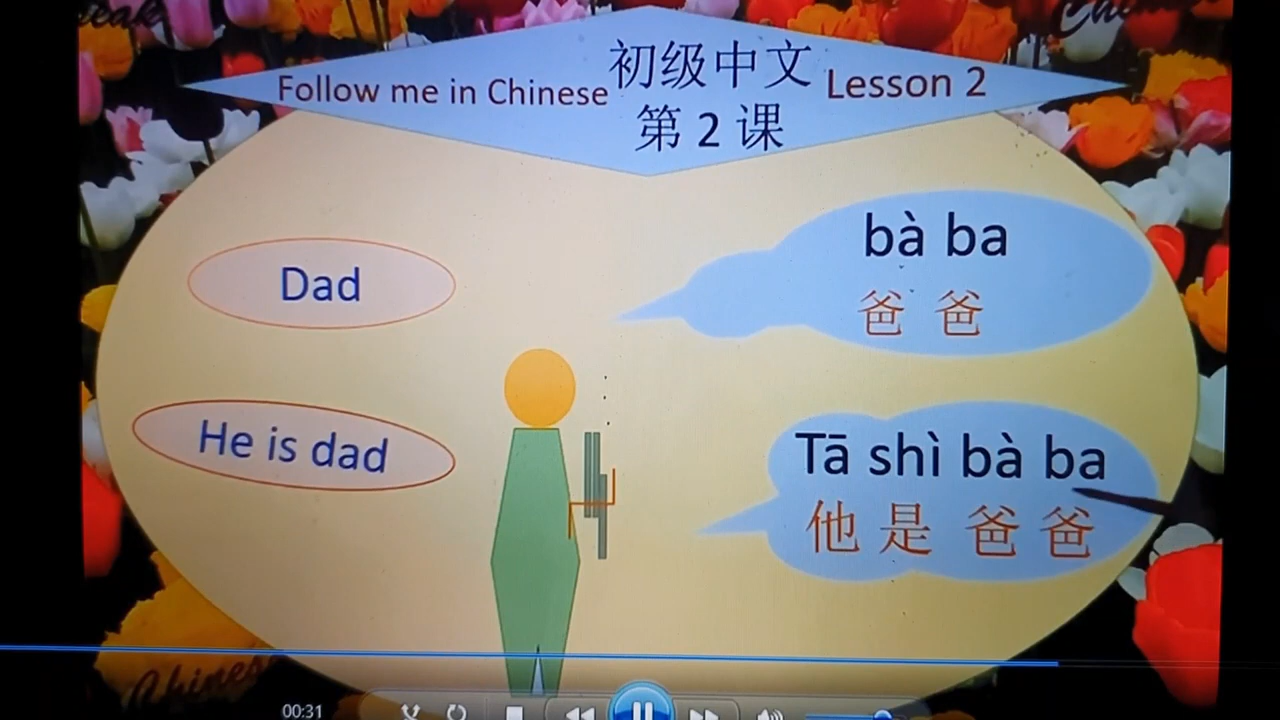 Follow me in Chinese
初级中文
第 2 课
Lesson 2
Dad
bà ba
爸 爸
He is dad
Tā shì bà ba
他 是 爸 爸
Chinese
00:31